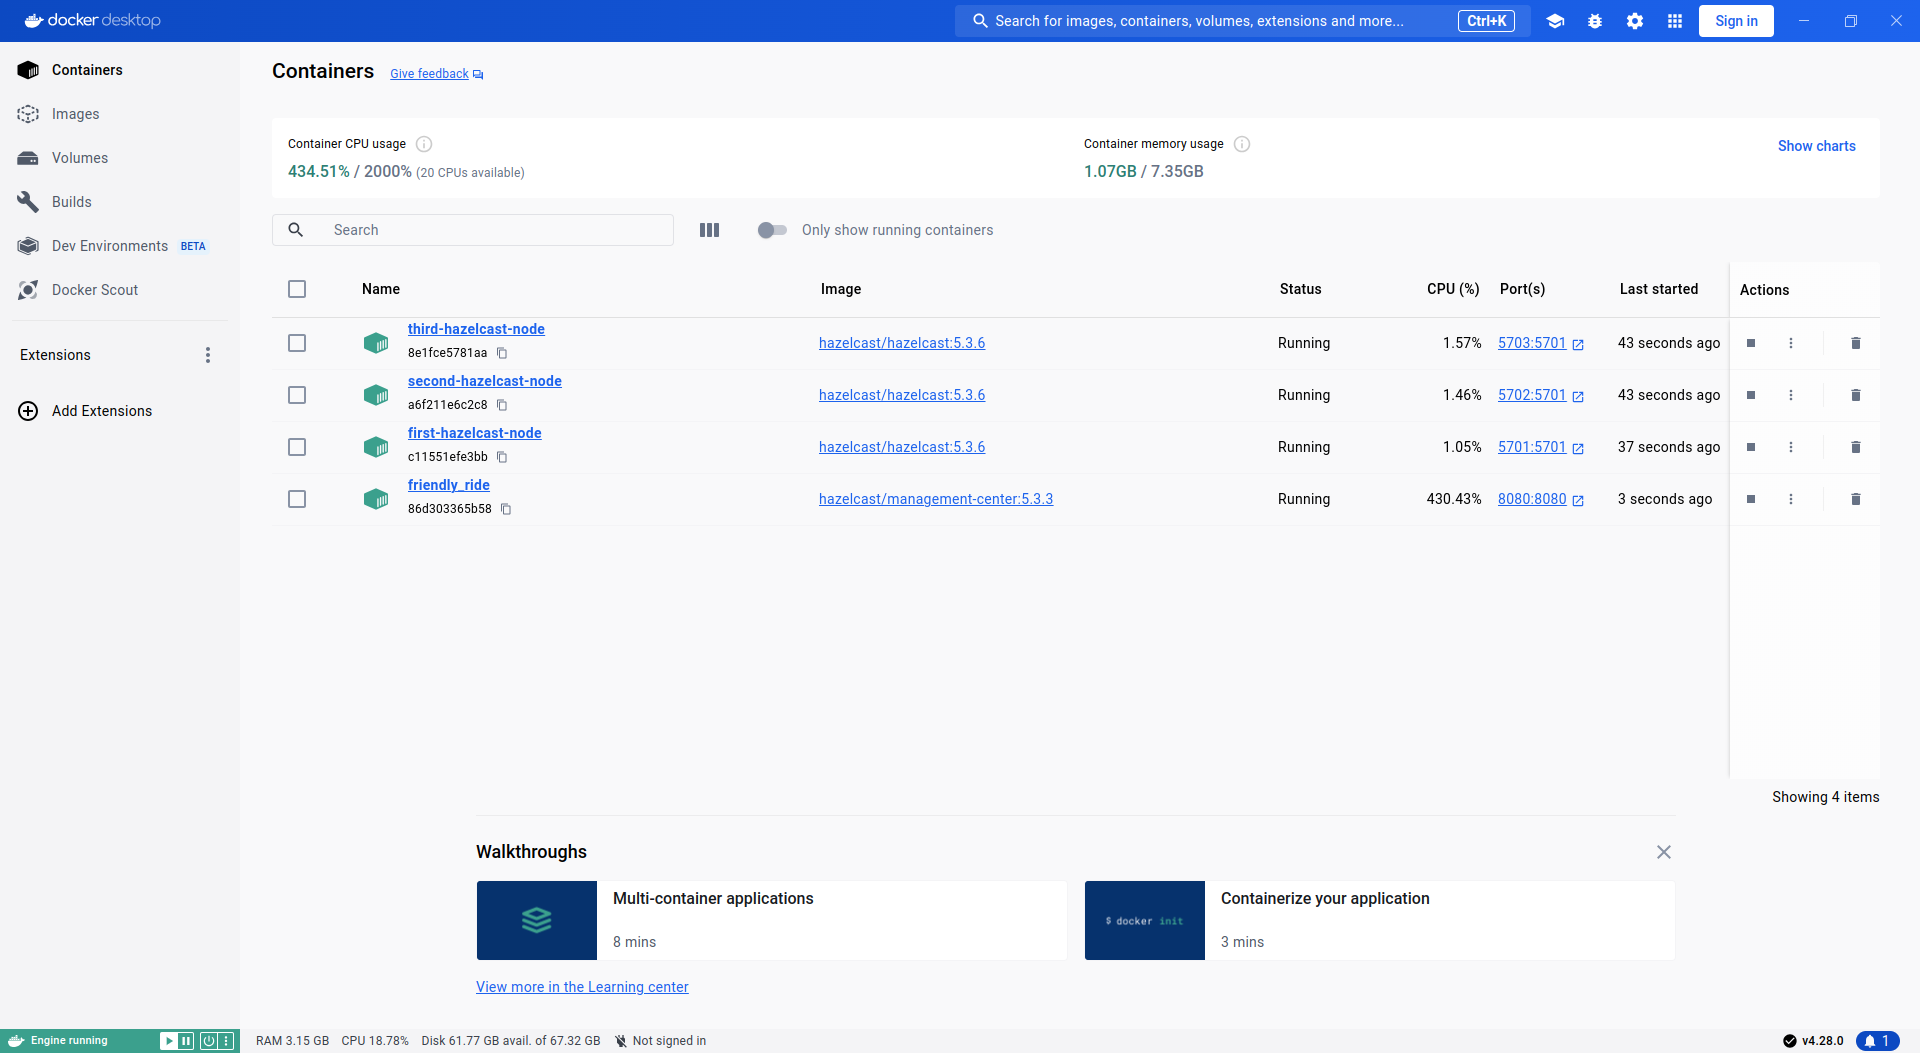 docker desktop
Search for images, containers, volumes, extensions and more... Ctrl+K
Sign in
Containers
Images
Volumes
Builds
Dev Environments BETA
Docker Scout
Extensions
Add Extensions
Containers Give feedback
Container CPU usage
434.51% / 2000% (20 CPUs available)
Container memory usage
1.07GB / 7.35GB
Show charts
Search
Only show running containers
Name Image Status CPU (%) Port(s) Last started Actions
third-hazelcast-node
8e1fce5781aa
hazelcast/hazelcast:5.3.6 Running 1.57% 5703:5701 43 seconds ago
second-hazelcast-node
a6f211e6c2c8
hazelcast/hazelcast:5.3.6 Running 1.46% 5702:5701 43 seconds ago
first-hazelcast-node
c11551efe3bb
hazelcast/hazelcast:5.3.6 Running 1.05% 5701:5701 37 seconds ago
friendly_ride
86d303365b58
hazelcast/management-center:5.3.3 Running 430.43% 8080:8080 3 seconds ago
Showing 4 items
Walkthroughs
Multi-container applications
8 mins
$ docker init
Containerize your application
3 mins
View more in the Learning center
Engine running
RAM 3.15 GB CPU 18.78% Disk 61.77 GB avail. of 67.32 GB Not signed in
v4.28.0
1